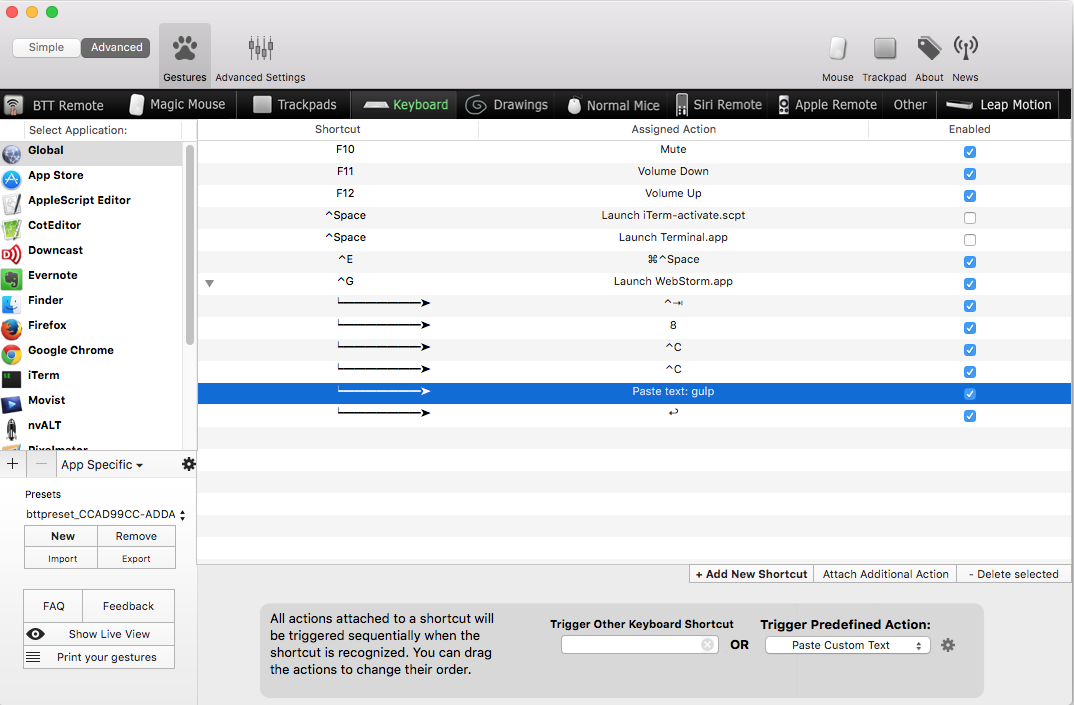 Simple Advanced Gestures Advanced Settings Mouse Trackpad About News
BTT Remote Magic Mouse Trackpads Keyboard Drawings Normal Mice Siri Remote Apple Remote Other Leap Motion
Select Application: Shortcut Assigned Action Enabled
Global
App Store
AppleScript Editor
CotEditor
Downcast
Evernote
Finder
Firefox
Google Chrome
iTerm
Movist
nvALT
Pixelmator
F10 Mute
F11 Volume Down
F12 Volume Up
^Space Launch iTerm-activate.scpt
^Space Launch Terminal.app
^E ⌘^Space
^G Launch WebStorm.app
^⇥
8
^C
^C
Paste text: gulp
↩
+ − App Specific
Presets
bttpreset_CCAD99CC-ADDA
New Remove
Import Export
FAQ Feedback
Show Live View
Print your gestures
+ Add New Shortcut Attach Additional Action - Delete selected
All actions attached to a shortcut will
be triggered sequentially when the
shortcut is recognized. You can drag
the actions to change their order.
Trigger Other Keyboard Shortcut
OR
Trigger Predefined Action:
Paste Custom Text